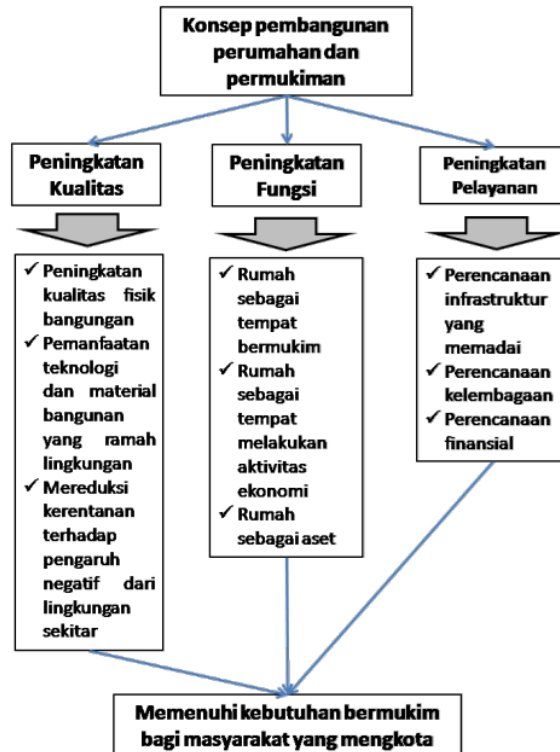 Konsep pembangunan
perumahan dan
permukiman
Peningkatan
Kualitas
Peningkatan
Fungsi
Peningkatan
Pelayanan
✓ Peningkatan
kualitas fisik
bangungan
✓ Pemanfaatan
teknologi
dan material
bangunan
yang ramah
lingkungan
✓ Mereduksi
kerentanan
terhadap
pengaruh
negatif dari
lingkungan
sekitar
✓ Rumah
sebagai
tempat
bermukim
✓ Rumah
sebagai
tempat
melakukan
aktivitas
ekonomi
✓ Rumah
sebagai aset
✓ Perencanaan
infrastruktur
yang
memadai
✓ Perencanaan
kelembagaan
✓ Perencanaan
finansial
Memenuhi kebutuhan bermukim
bagi masyarakat yang mengkota